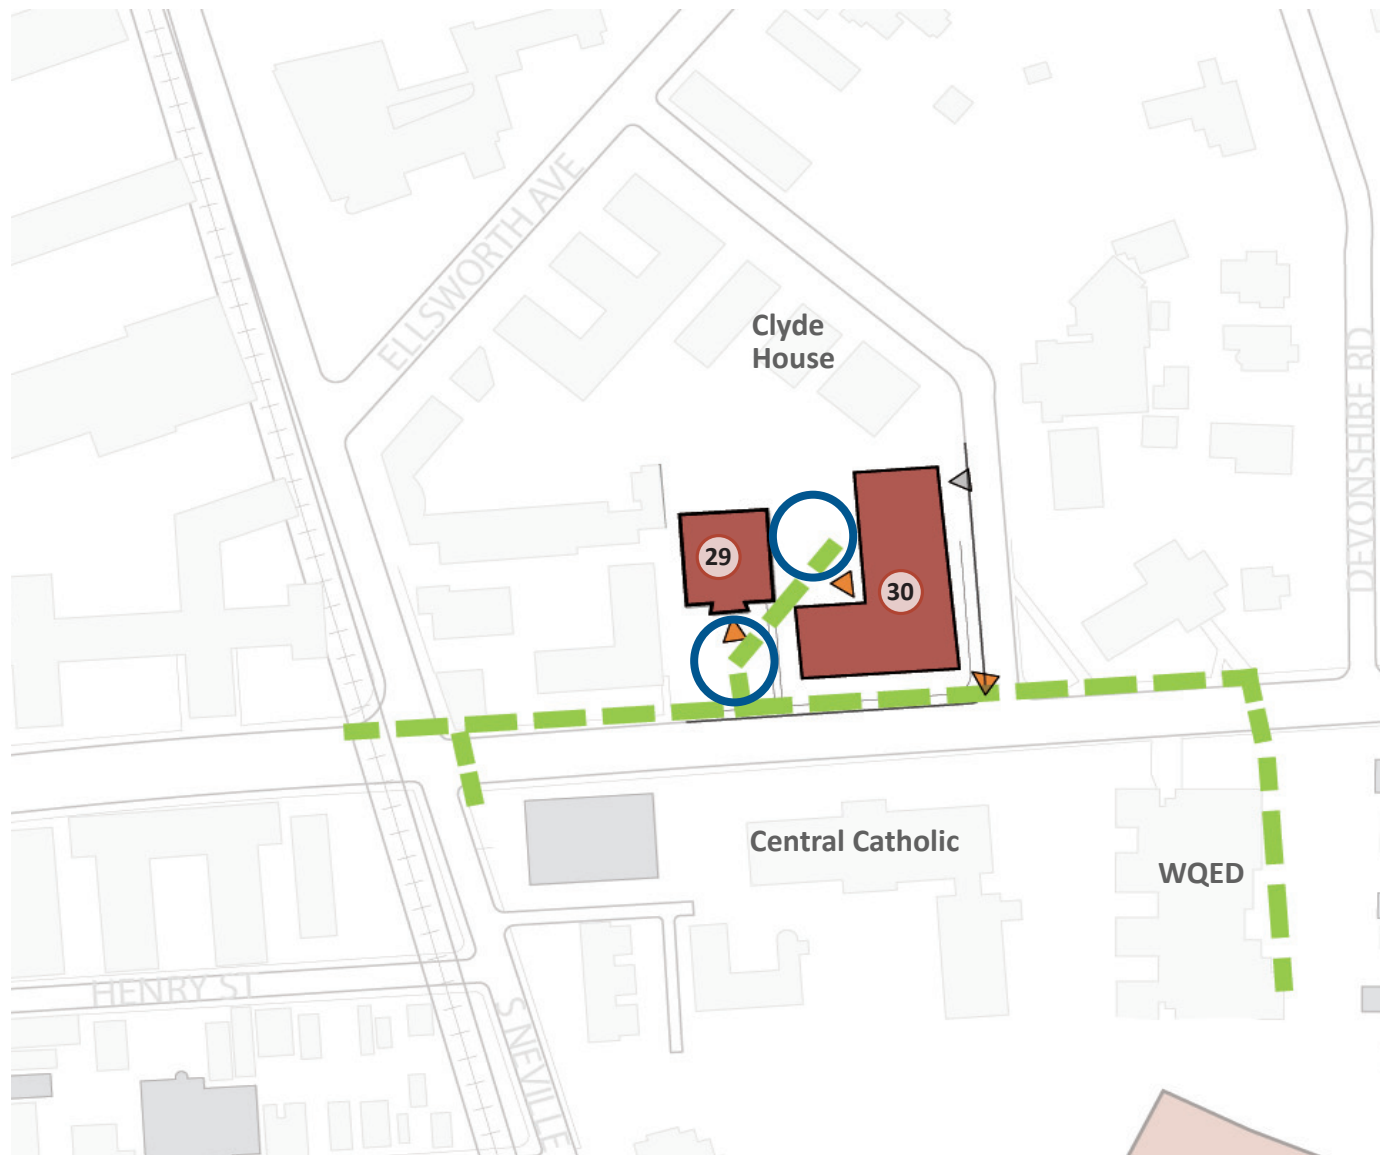 ELLSWORTH AVE
Clyde
House
DEVONSHIRE RD
29
30
Central Catholic
WQED
HENRY ST
S NEVILLE